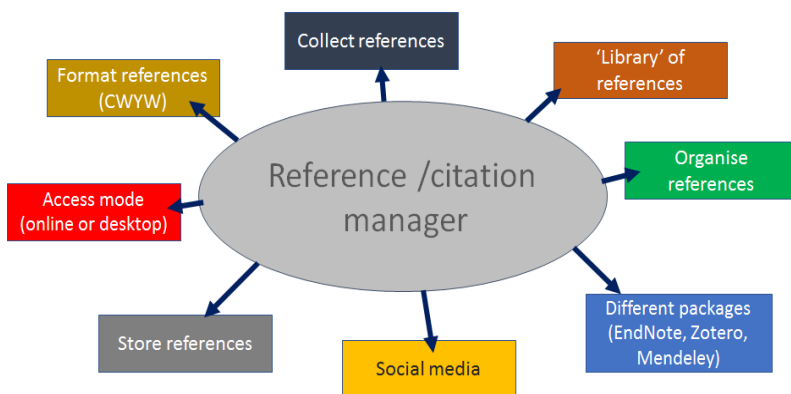 Collect references
Format references
(CWYW)
‘Library’ of
references
Reference /citation
manager
Organise
references
Access mode
(online or desktop)
Different packages
(EndNote, Zotero,
Mendeley)
Store references
Social media